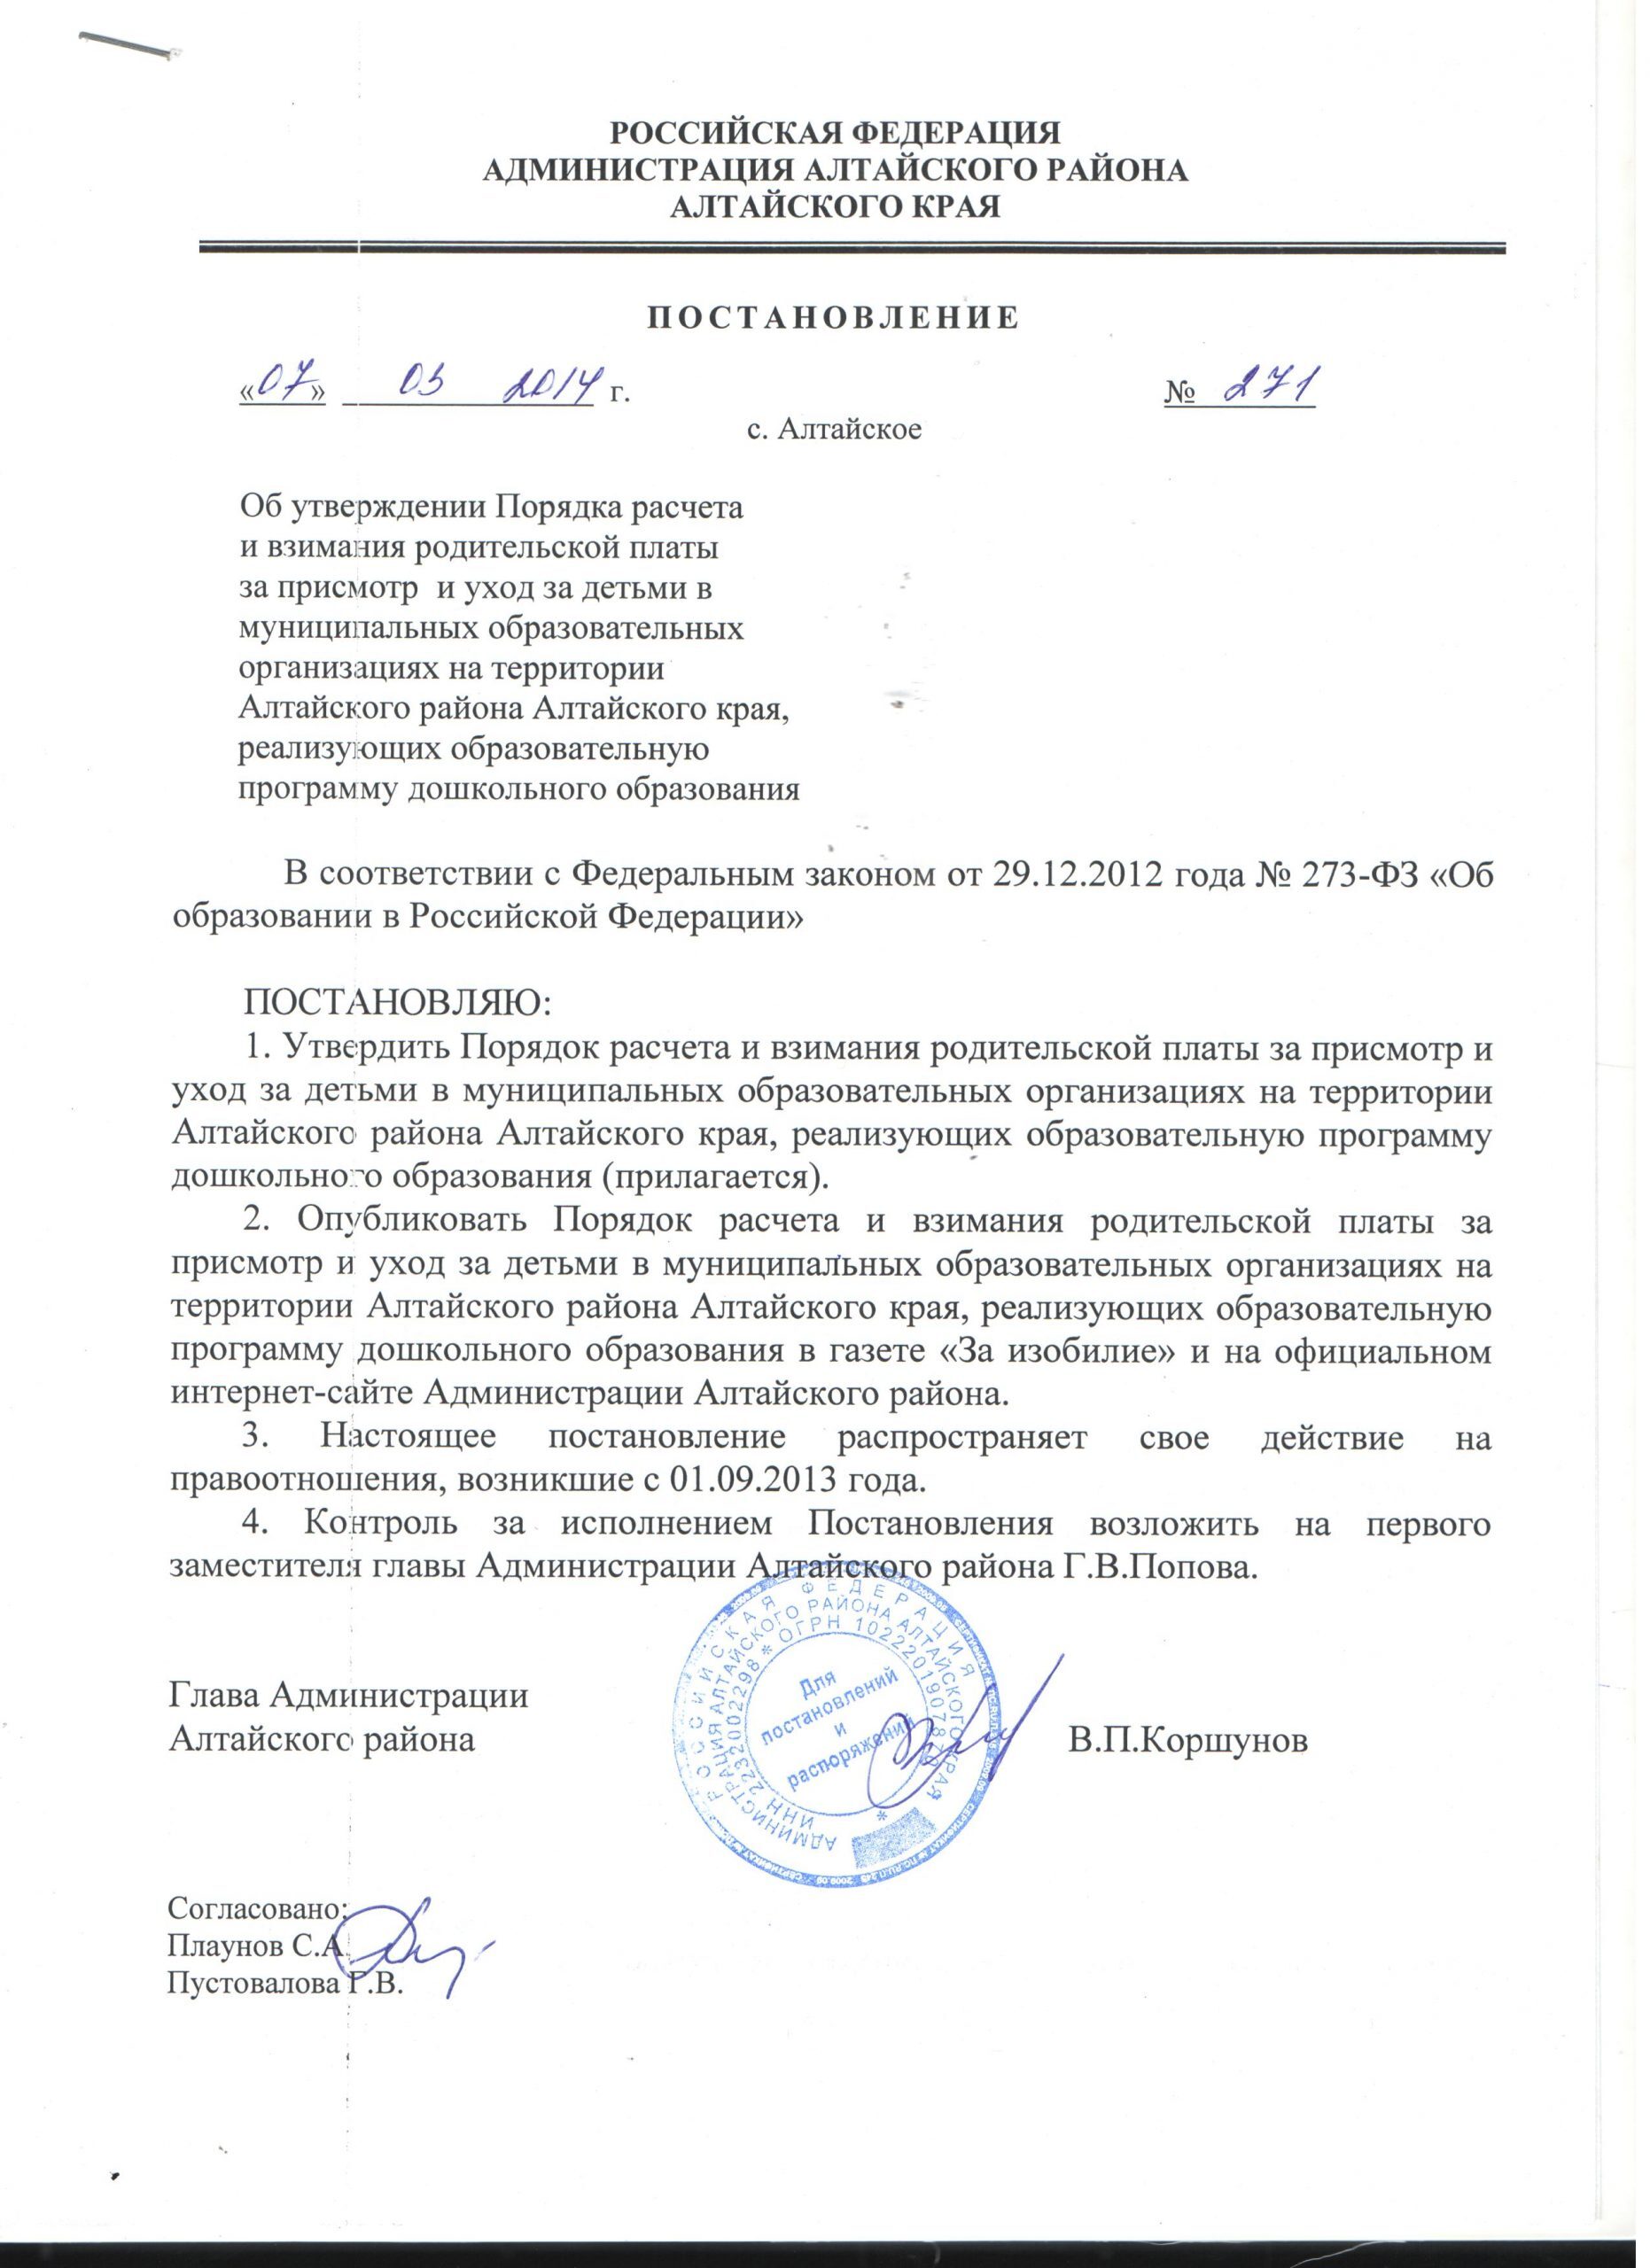 РОССИЙСКАЯ ФЕДЕРАЦИЯ
АДМИНИСТРАЦИЯ АЛТАЙСКОГО РАЙОНА
АЛТАЙСКОГО КРАЯ
ПОСТАНОВЛЕНИЕ
«07» 03 2014 г. № 271
с. Алтайское
Об утверждении Порядка расчета
и взимания родительской платы
за присмотр и уход за детьми в
муниципальных образовательных
организациях на территории
Алтайского района Алтайского края,
реализующих образовательную
программу дошкольного образования
В соответствии с Федеральным законом от 29.12.2012 года № 273-ФЗ «Об
образовании в Российской Федерации»
ПОСТАНОВЛЯЮ:
1. Утвердить Порядок расчета и взимания родительской платы за присмотр и
уход за детьми в муниципальных образовательных организациях на территории
Алтайского района Алтайского края, реализующих образовательную программу
дошкольного образования (прилагается).
2. Опубликовать Порядок расчета и взимания родительской платы за
присмотр и уход за детьми в муниципальных образовательных организациях на
территории Алтайского района Алтайского края, реализующих образовательную
программу дошкольного образования в газете «За изобилие» и на официальном
интернет-сайте Администрации Алтайского района.
3. Настоящее постановление распространяет свое действие на
правоотношения, возникшие с 01.09.2013 года.
4. Контроль за исполнением Постановления возложить на первого
заместителя главы Администрации Алтайского района Г.В.Попова.
РОССИЙСКАЯ ФЕДЕРАЦИЯ
АДМИНИСТРАЦИЯ АЛТАЙСКОГО РАЙОНА АЛТАЙСКОГО КРАЯ *
ИНН 2232002298 * ОГРН
Для
постановлений
и
распоряжений
Глава Администрации
Алтайского района В.П.Коршунов
Согласовано:
Плаунов С.А.
Пустовалова Г.В.